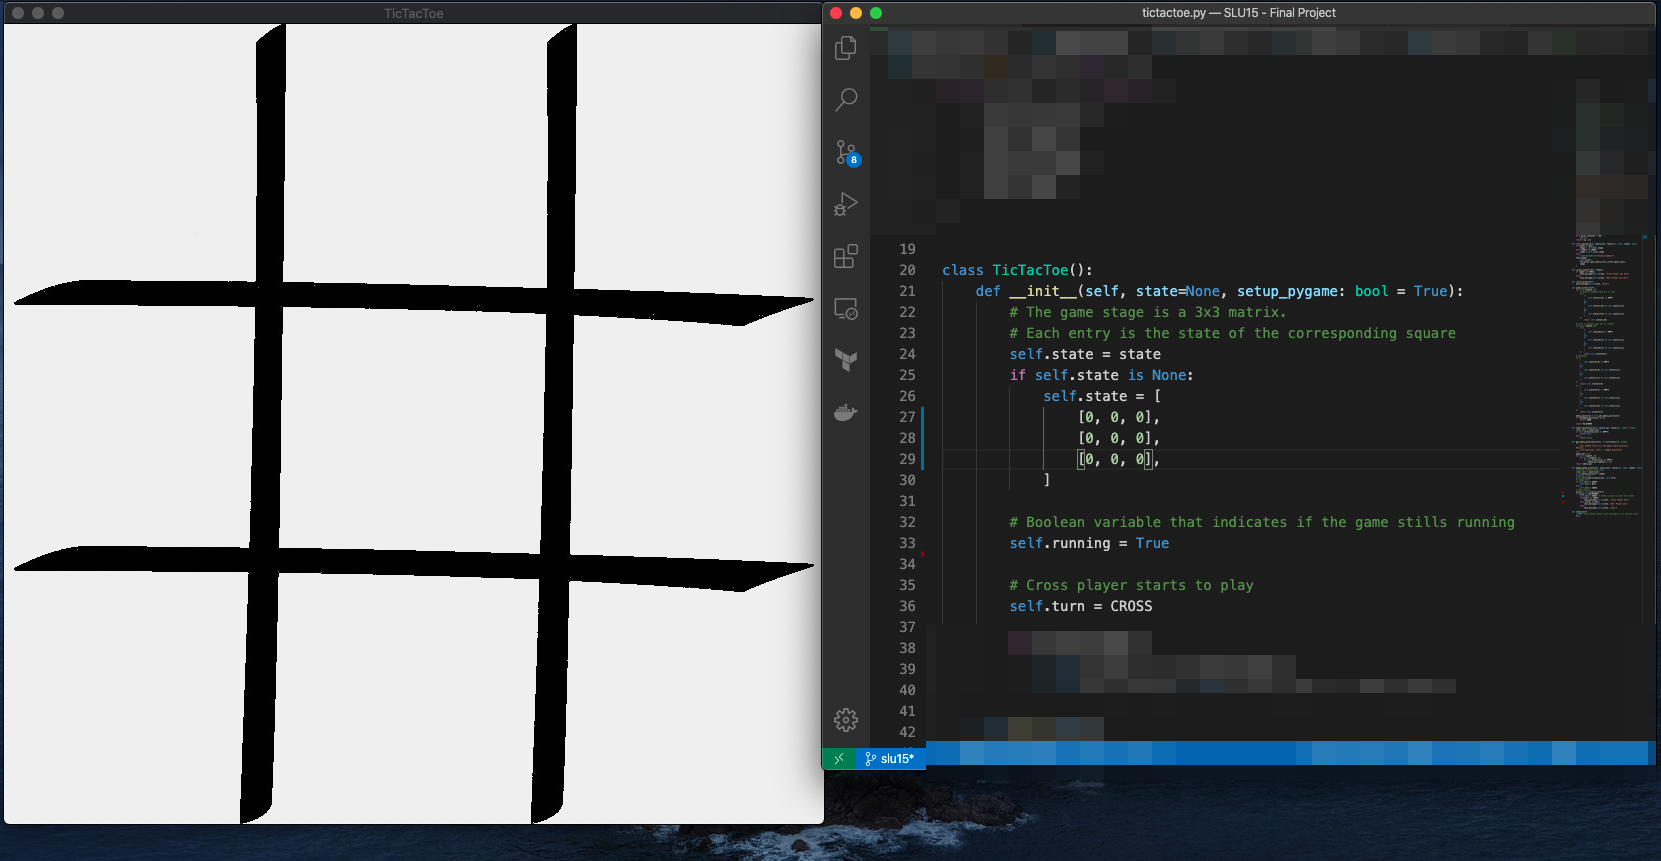 TicTacToe
tictactoe.py — SLU15 - Final Project
8
19
20 class TicTacToe():
21 def __init__(self, state=None, setup_pygame: bool = True):
22 # The game stage is a 3x3 matrix.
23 # Each entry is the state of the corresponding square
24 self.state = state
25 if self.state is None:
26 self.state = [
27 [0, 0, 0],
28 [0, 0, 0],
29 [0, 0, 0],
30 ]
31
32 # Boolean variable that indicates if the game stills running
33 self.running = True
34
35 # Cross player starts to play
36 self.turn = CROSS
37
38
39
40
41
42
slu15*